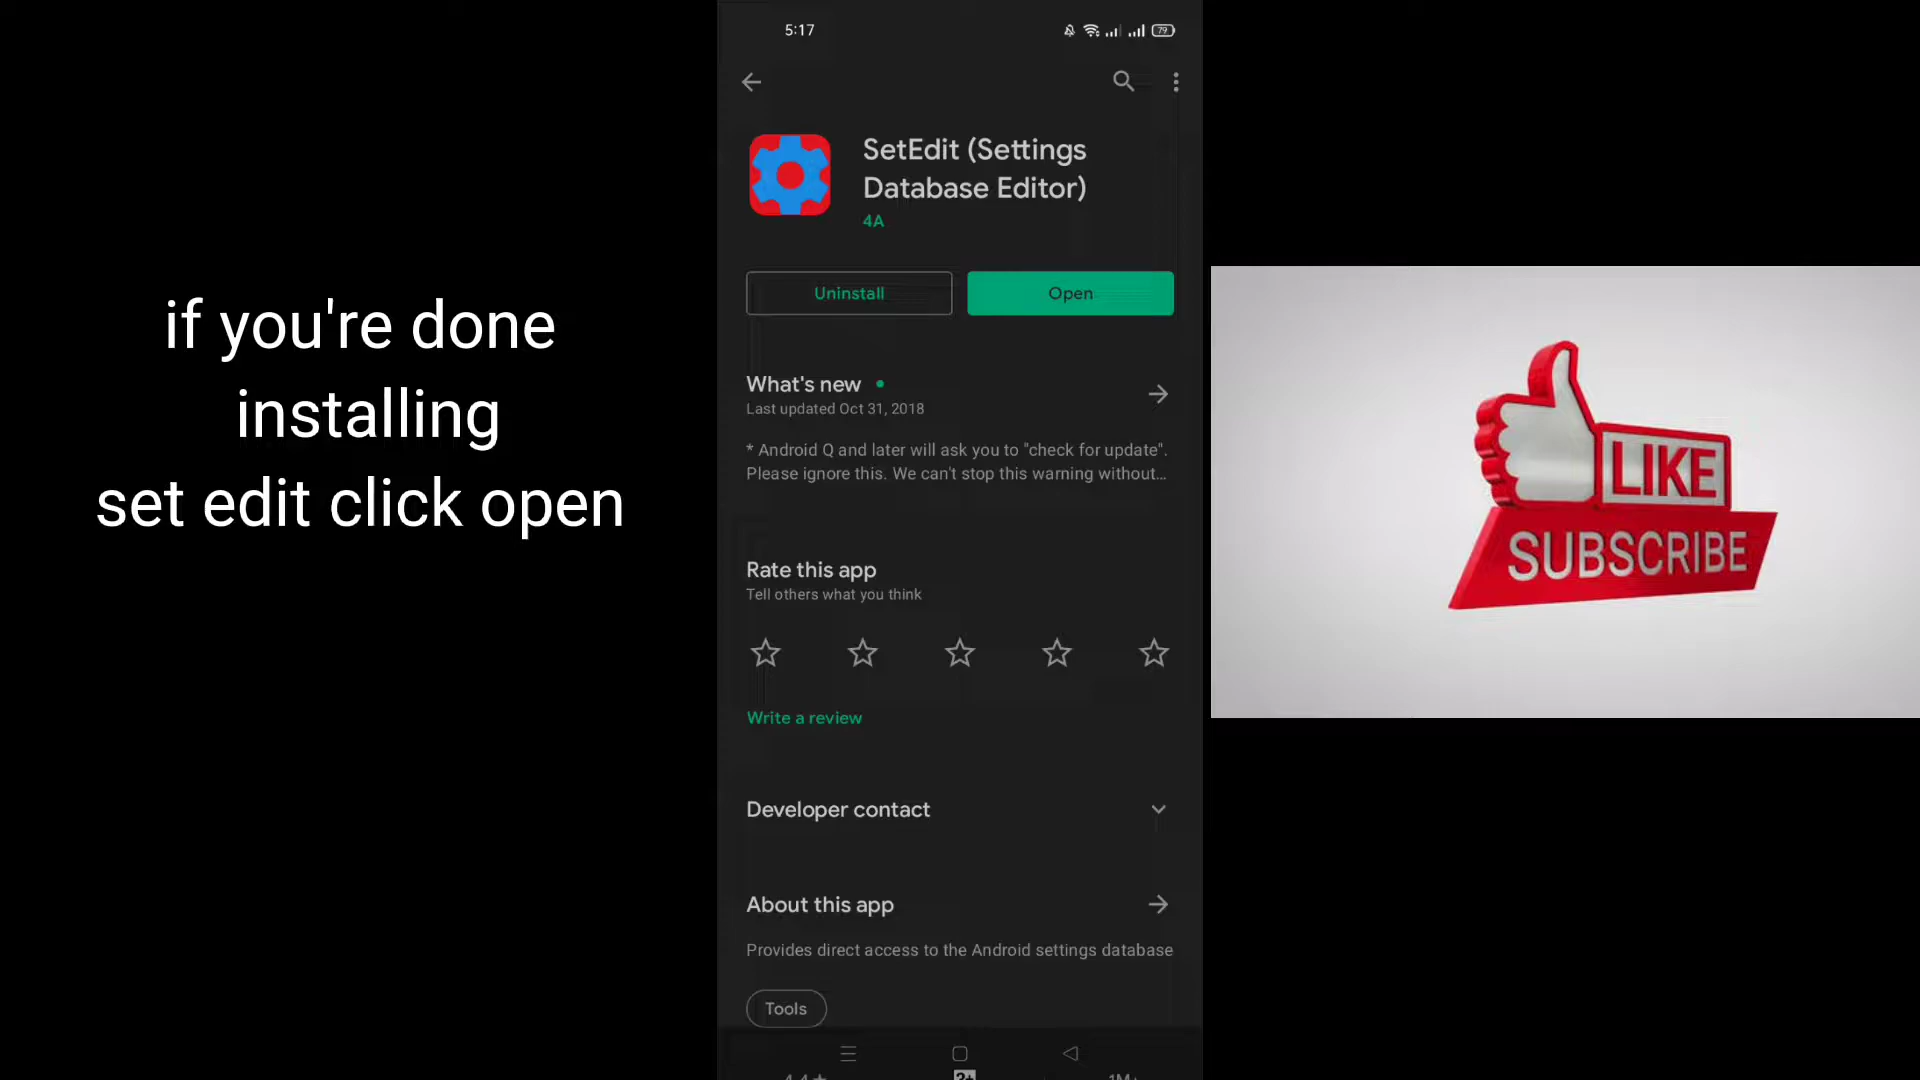 if you're done
installing
set edit click open
5:17
79
SetEdit (Settings
Database Editor)
4A
Uninstall
Open
What's new
Last updated Oct 31, 2018
* Android Q and later will ask you to "check for update".
Please ignore this. We can't stop this warning without...
Rate this app
Tell others what you think
Write a review
Developer contact
About this app
Provides direct access to the Android settings database
Tools
LIKE
SUBSCRIBE